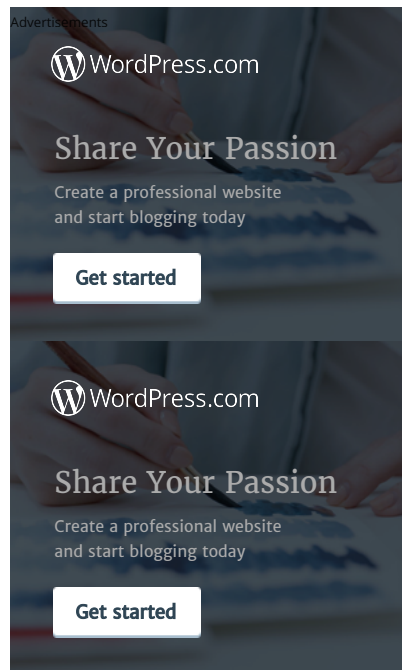 Advertisements
WordPress.com
Share Your Passion
Create a professional website
and start blogging today
Get started
WordPress.com
Share Your Passion
Create a professional website
and start blogging today
Get started